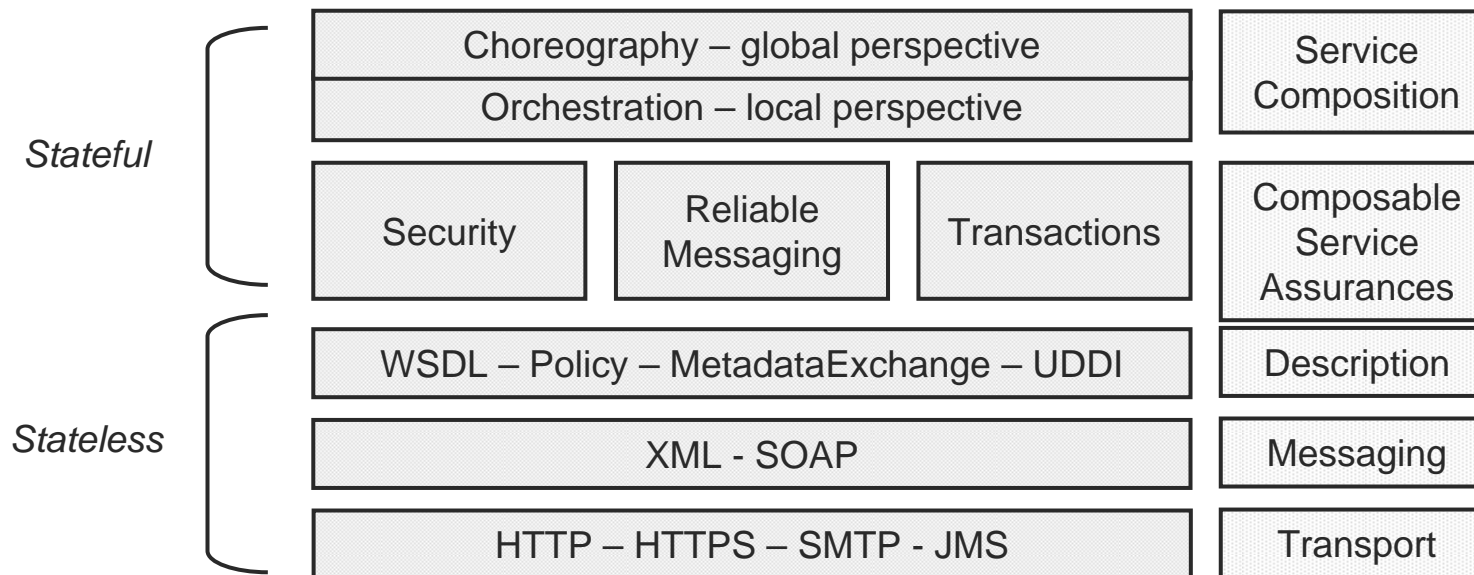 Choreography – global perspective
Orchestration – local perspective
Service
Composition
Stateful
Security
Reliable
Messaging
Transactions
Composable
Service
Assurances
WSDL – Policy – MetadataExchange – UDDI
Description
Stateless
XML - SOAP
Messaging
HTTP – HTTPS – SMTP - JMS
Transport